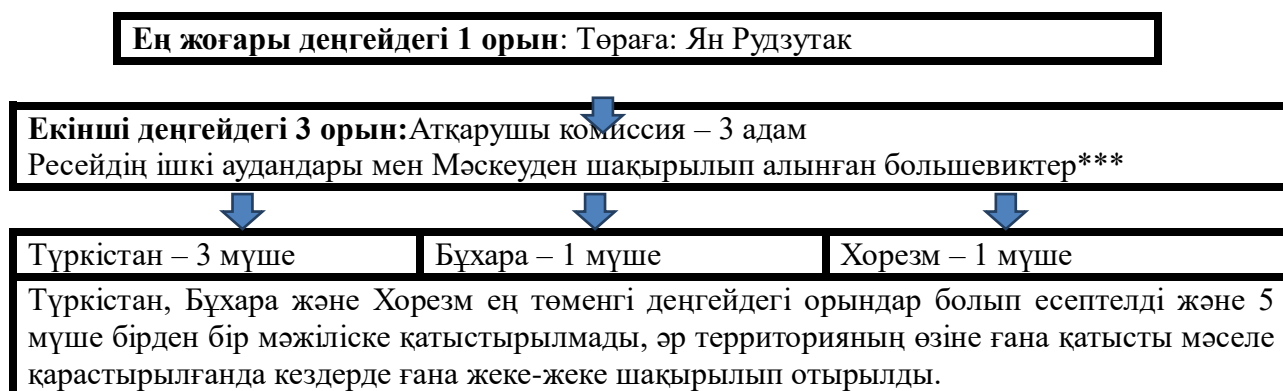 Ең жоғары деңгейдегі 1 орын: Төраға: Ян Рудзутак
Екінші деңгейдегі 3 орын:Атқарушы комиссия – 3 адам
Ресейдің ішкі аудандары мен Мәскеуден шақырылып алынған большевиктер***
Түркістан – 3 мүше Бұхара – 1 мүше Хорезм – 1 мүше
Түркістан, Бұхара және Хорезм ең төменгі деңгейдегі орындар болып есептелді және 5
мүше бірден бір мәжіліске қатыстырылмады, әр территорияның өзіне ғана қатысты мәселе
қарастырылғанда кездерде ғана жеке-жеке шақырылып отырылды.